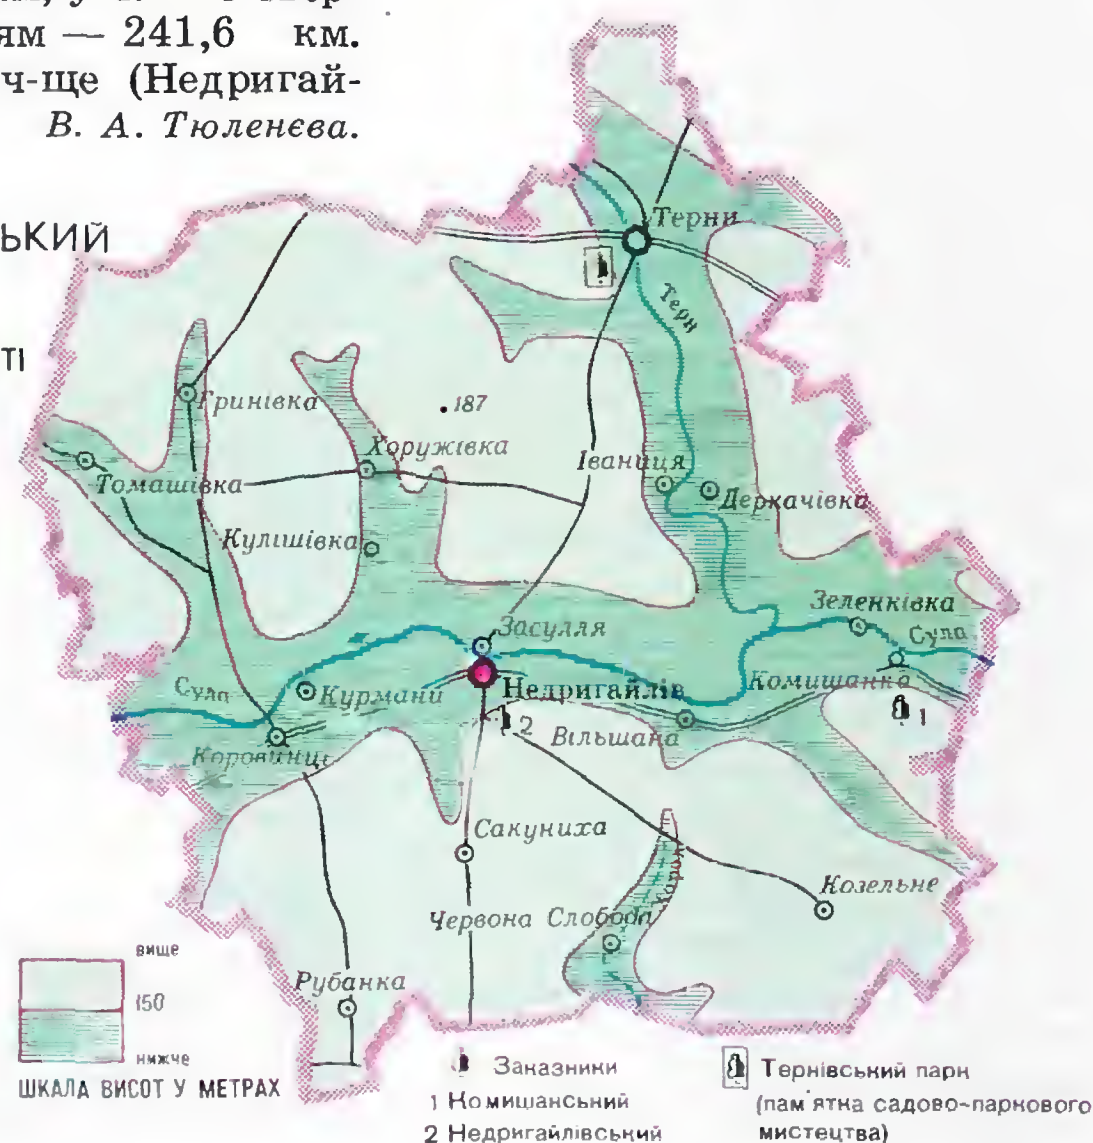 ям — 241,6 км.
ч-ще (Недригай-
В. А. Тюленєва.
ЬКИЙ
ТІ
Терни
Терн
Гринівка
187
Хоружівка
Іваниця
Томашівка
Деркачівка
Кулішівка
Зеленківка
Засулля
Сула
Сула
Курмани
Недригайлів
Комишанка
1
2
Вільшана
Коровинці
Сакуниха
Хорол
Козельне
Червона Слобода
Рубанка
вище
150
нижче
ШКАЛА ВИСОТ У МЕТРАХ
Заказники
1 Комишанський
2 Недригайлівський
Тернівський парк
(пам'ятка садово-паркового
мистецтва)